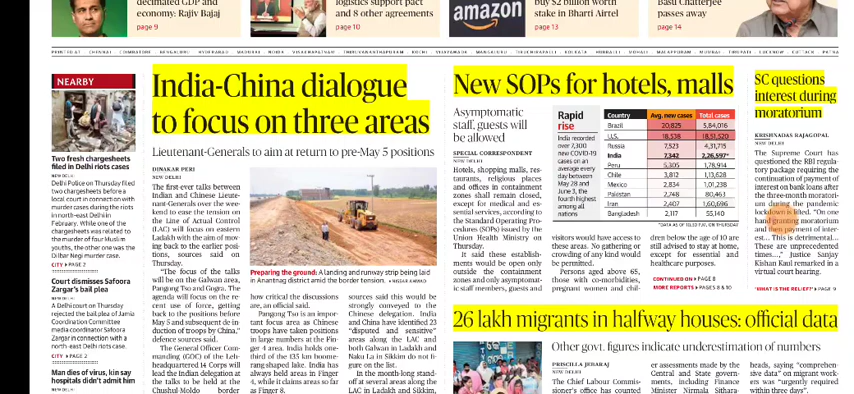 decimated GDP and
economy: Rajiv Bajaj
page 9
logistics support pact
and 8 other agreements
page 10
amazon
buy $2 billion worth
stake in Bharti Airtel
page 13
Basu Chatterjee
passes away
page 14
PRINTED AT CHENNAI COIMBATORE BENGALURU HYDERABAD MADURAI NOIDA VISAKHAPATNAM THIRUVANANTHAPURAM KOCHI VIJAYAWADA MANGALURU TIRUCHIRAPALLI KOLKATA HUBBALLI MOHALI MALAPPURAM MUMBAI TIRUPATI LUCKNOW CUTTACK PATNA
NEARBY
Two fresh chargesheets
filed in Delhi riots cases
NEW DELHI
Delhi Police on Thursday filed
two chargesheets before a
local court in connection with
murder cases during the riots
in north-east Delhi in
February. While one of the
chargesheets was related to
the murder of four Muslim
youths, the other was one the
Dilbar Negi murder case.
CITY ▶ PAGE 2
Court dismisses Safoora
Zargar's bail plea
NEW DELHI
A Delhi court on Thursday
rejected the bail plea of Jamia
Coordination Committee
media coordinator Safoora
Zargar in connection with a
north-east Delhi riots case.
CITY ▶ PAGE 2
Man dies of virus, kin say
hospitals didn't admit him
NEW DELHI
India-China dialogue
to focus on three areas
Lieutenant-Generals to aim at return to pre-May 5 positions
DINAKAR PERI
NEW DELHI
The first-ever talks between
Indian and Chinese Lieute-
nant-Generals over the week-
end to ease the tension on
the Line of Actual Control
(LAC) will focus on eastern
Ladakh with the aim of mov-
ing back to the earlier posi-
tions, sources said on
Thursday.
"The focus of the talks
will be on the Galwan area,
Pangong Tso and Gogra. The
agenda will focus on the re-
cent use of force, getting
back to the positions before
May 5 and subsequent de in-
duction of troops by China,"
defence sources said.
The General Officer Com-
manding (GOC) of the Leh-
headquartered 14 Corps will
lead the Indian delegation at
the talks to be held at the
Chushul-Moldo border
Preparing the ground: A landing and runway strip being laid
in Anantnag district amid the border tension. NISSAR AHMAD
how critical the discussions
are, an official said.
Pangong Tso is an impor-
tant focus area as Chinese
troops have taken positions
in large numbers at the Fin-
ger 4 area. India holds one-
third of the 135 km boome-
rang-shaped lake. India has
always held areas in Finger
4, while it claims areas so far
as Finger 8.
sources said this would be
strongly conveyed to the
Chinese delegation. India
and China have identified 23
"disputed and sensitive"
areas along the LAC and
both Galwan in Ladakh and
Naku La in Sikkim do not fi-
gure on the list.
In the month-long stand-
off at several areas along the
LAC in Ladakh and Sikkim,
New SOPs for hotels, malls
Asymptomatic
staff, guests will
be allowed
SPECIAL CORRESPONDENT
NEW DELHI
Hotels, shopping malls, res-
taurants, religious places
and offices in containment
zones shall remain closed,
except for medical and es-
sential services, according to
the Standard Operating Pro-
cedures (SOPs) issued by the
Union Health Ministry on
Thursday.
It said these establish-
ments would be open only
outside the containment
zones and only asymptomat-
ic staff members, guests and
Rapid
rise
India recorded
over 7,300
new COVID-19
cases on an
average every
day between
May 28 and
June 3, the
fourth highest
among all
nations
Country Avg. new cases Total cases
Brazil 20,825 5,84,016
U.S. 18,538 18,51,520
Russia 7,523 4,31,715
India 7,342 2,26,597*
Peru 5,305 1,78,914
Chile 3,812 1,13,628
Mexico 2,834 1,01,238
Pakistan 2,748 80,463
Iran 2,407 1,60,696
Bangladesh 2,117 55,140
visitors would have access to
these areas. No gathering or
crowding of any kind would
be permitted.
Persons aged above 65,
those with co-morbidities,
pregnant women and chil-
dren below the age of 10 are
still advised to stay at home,
except for essential and
healthcare purposes.
CONTINUED ON ▶ PAGE 8
MORE REPORTS ▶ PAGES 8 & 10
SC questions
interest during
moratorium
KRISHNADAS RAJAGOPAL
NEW DELHI
The Supreme Court has
questioned the RBI regula-
tory package requiring the
continuation of payment of
interest on bank loans after
the three-month moratori-
the pandemic
lockdown is lifted. "On one
hand granting moratorium
and then payment of inter-
est... This is detrimental...
These are unprecedented
times...," Justice Sanjay
Kishan Kaul remarked in a
virtual court hearing.
'WHAT IS THE RELIEF?' ▶ PAGE 9
26 lakh migrants in halfway houses: official data
Other govt. figures indicate underestimation of numbers
PRISCILLA JEBARAJ
NEW DELHI
The Chief Labour Commis-
sioner's office has counted
er assessments made by the
Central and State govern-
ments, including Finance
Minister Nirmala Sithara-
heads, saying "comprehen-
sive data" on migrant work-
ers was "urgently required
within three days".